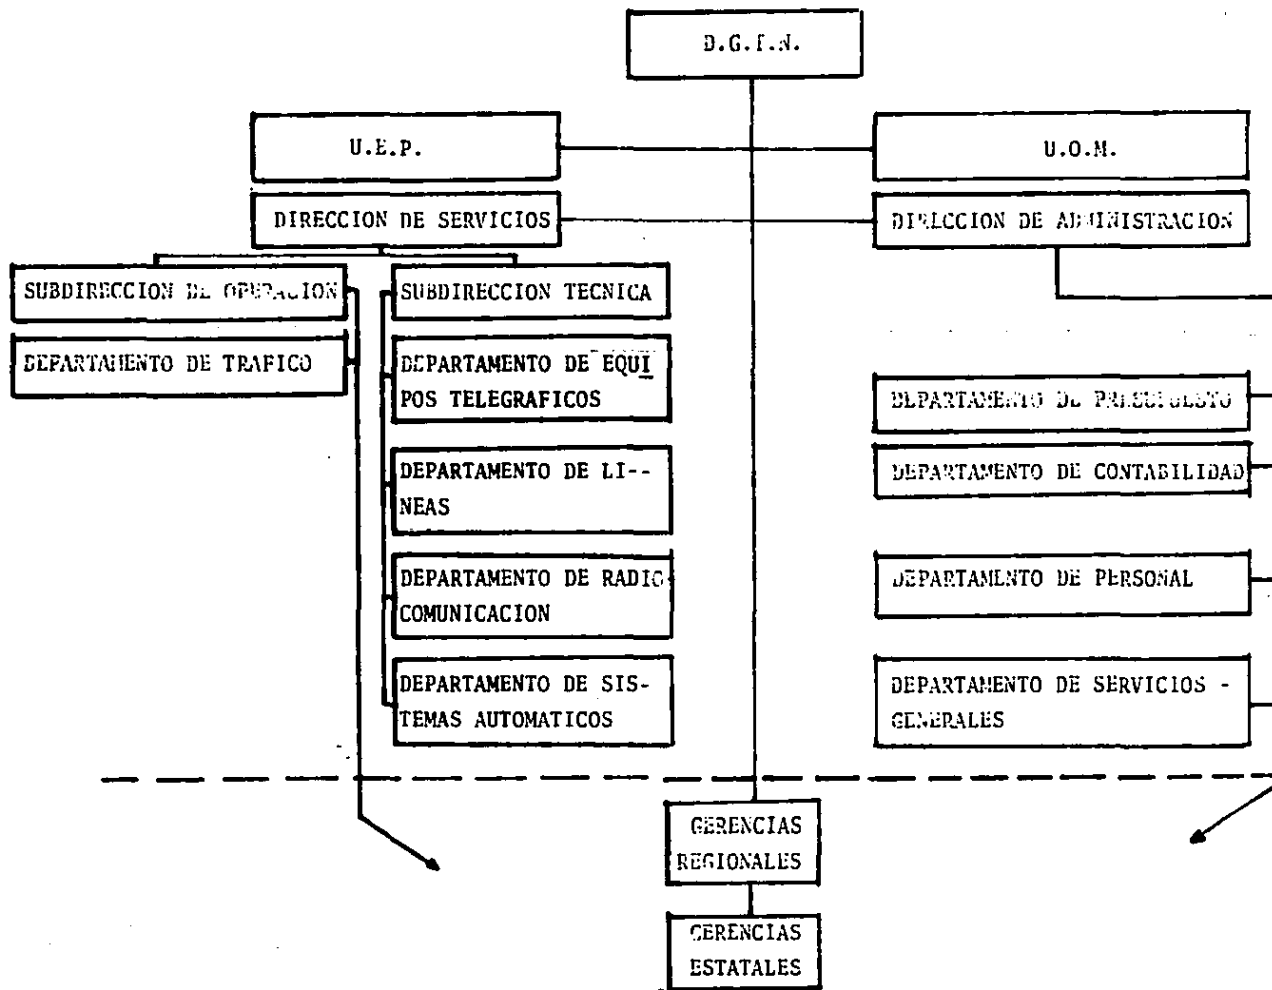 D.G.T.N.
U.E.P.
U.O.M.
DIRECCION DE SERVICIOS
DIRECCION DE ADMINISTRACION
SUBDIRECCION DE OPERACION
SUBDIRECCION TECNICA
DEPARTAMENTO DE TRAFICO
DEPARTAMENTO DE EQUI
POS TELEGRAFICOS
DEPARTAMENTO DE PRESUPUESTO
DEPARTAMENTO DE LI--
NEAS
DEPARTAMENTO DE CONTABILIDAD
DEPARTAMENTO DE RADIO
COMUNICACION
DEPARTAMENTO DE PERSONAL
DEPARTAMENTO DE SIS-
TEMAS AUTOMATICOS
DEPARTAMENTO DE SERVICIOS -
GENERALES
GERENCIAS
REGIONALES
GERENCIAS
ESTATALES